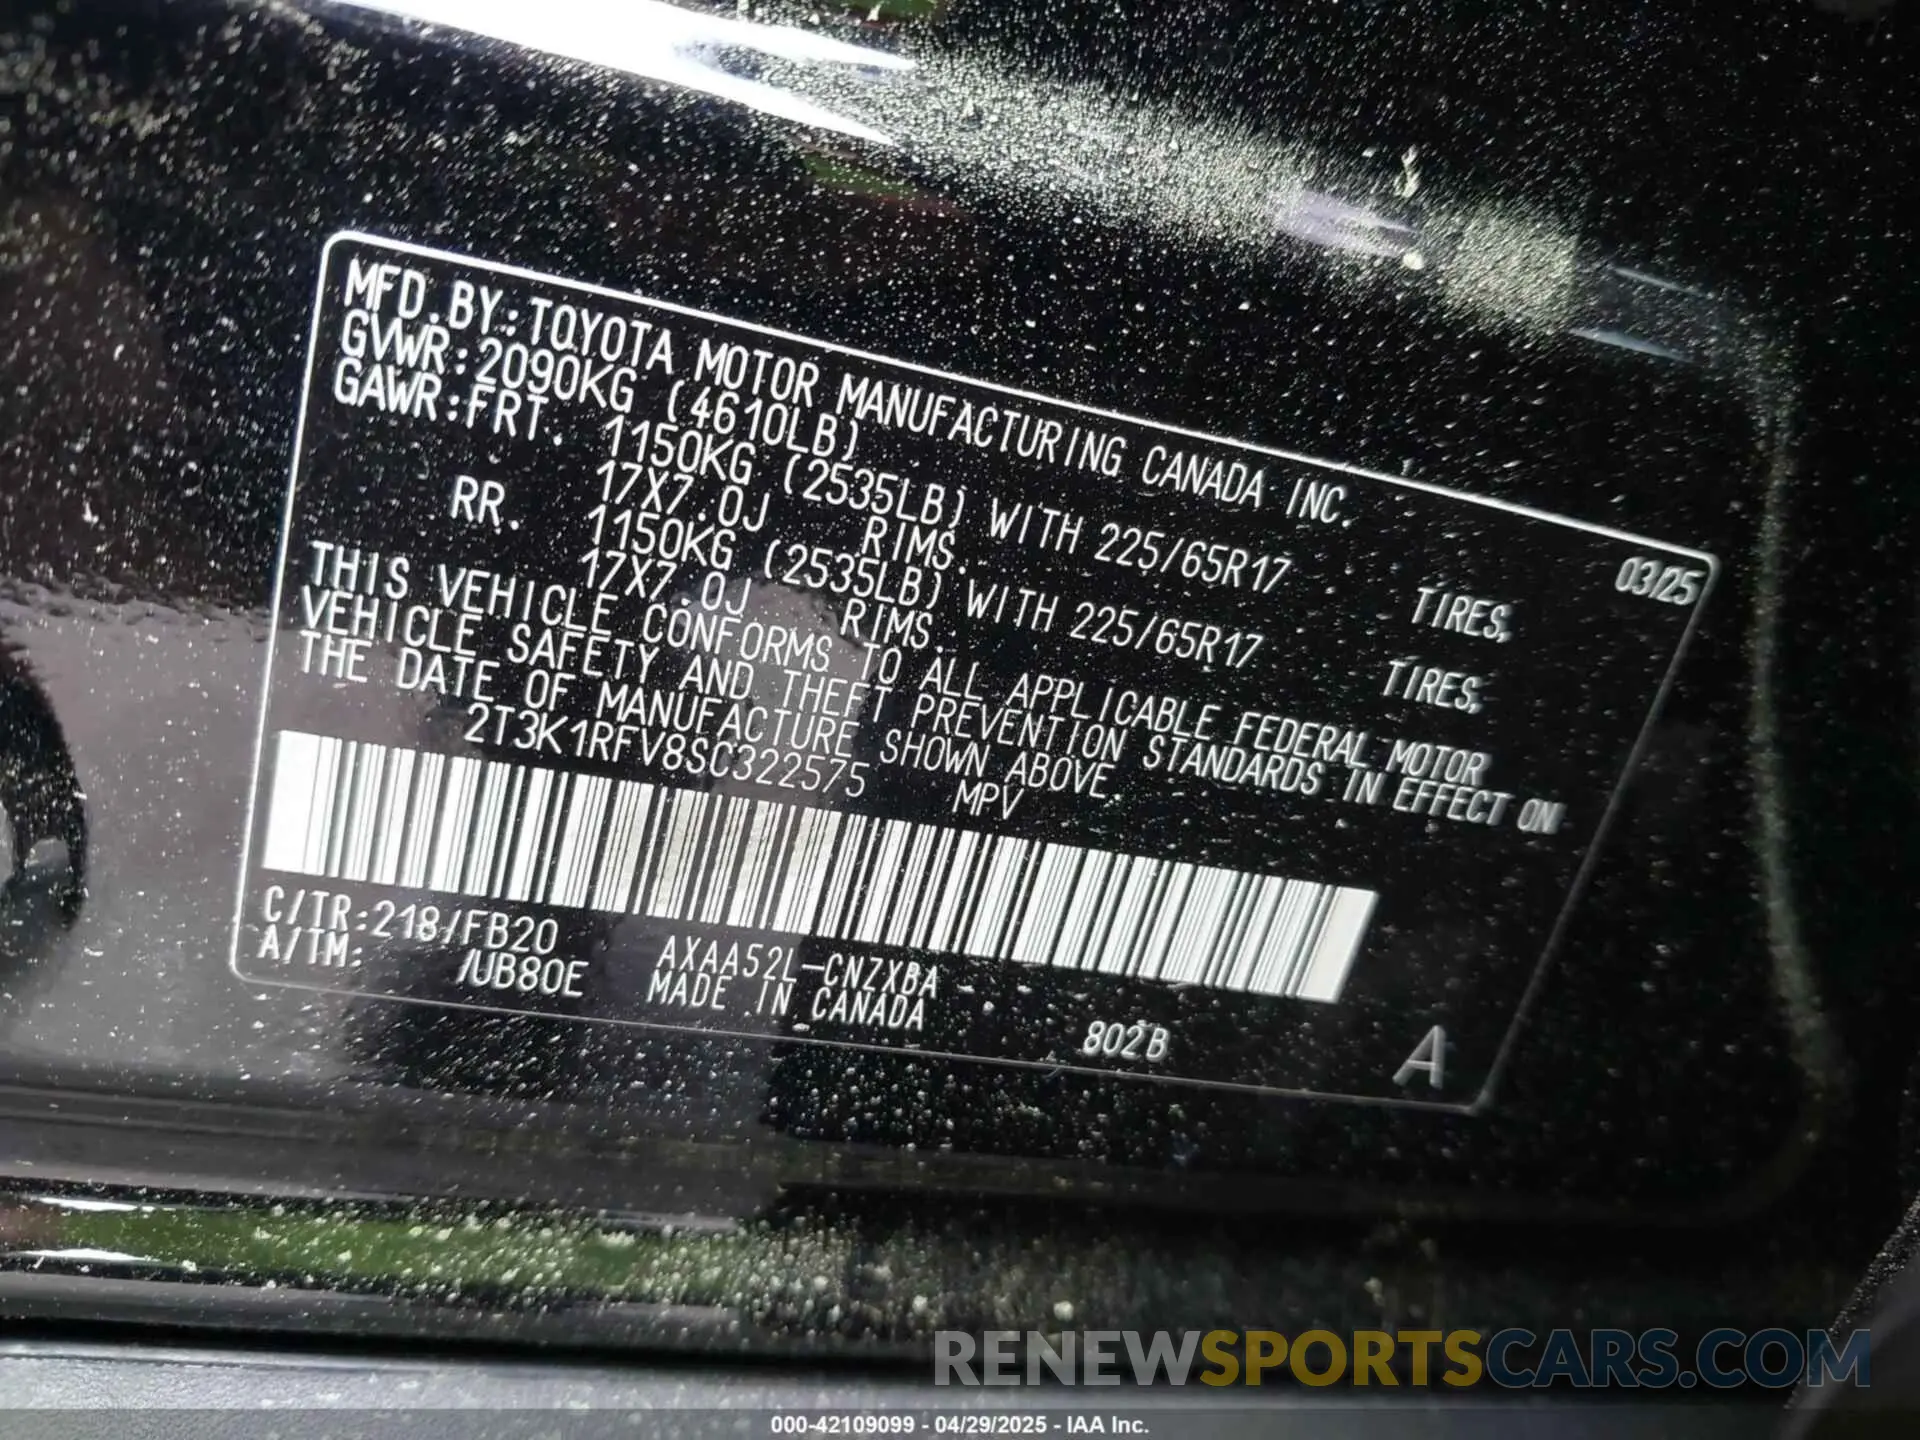 MFD.BY:TOYOTA MOTOR MANUFACTURING CANADA INC. 03/25
GVWR:2090KG (4610LB)
GAWR:FRT. 1150KG (2535LB) WITH 225/65R17 TIRES,
17X7.0J RIMS.
RR. 1150KG (2535LB) WITH 225/65R17 TIRES,
17X7.0J RIMS.
THIS VEHICLE CONFORMS TO ALL APPLICABLE FEDERAL MOTOR
VEHICLE SAFETY AND THEFT PREVENTION STANDARDS IN EFFECT ON
THE DATE OF MANUFACTURE SHOWN ABOVE.
2T3K1RFV8SC322575 MPV
C/TR:218/FB20 AXAA52L-CNZXBA
A/TM: /UB80E MADE IN CANADA
802B A
RENEWSPORTSCARS.COM
000-42109099 - 04/29/2025 - IAA Inc.